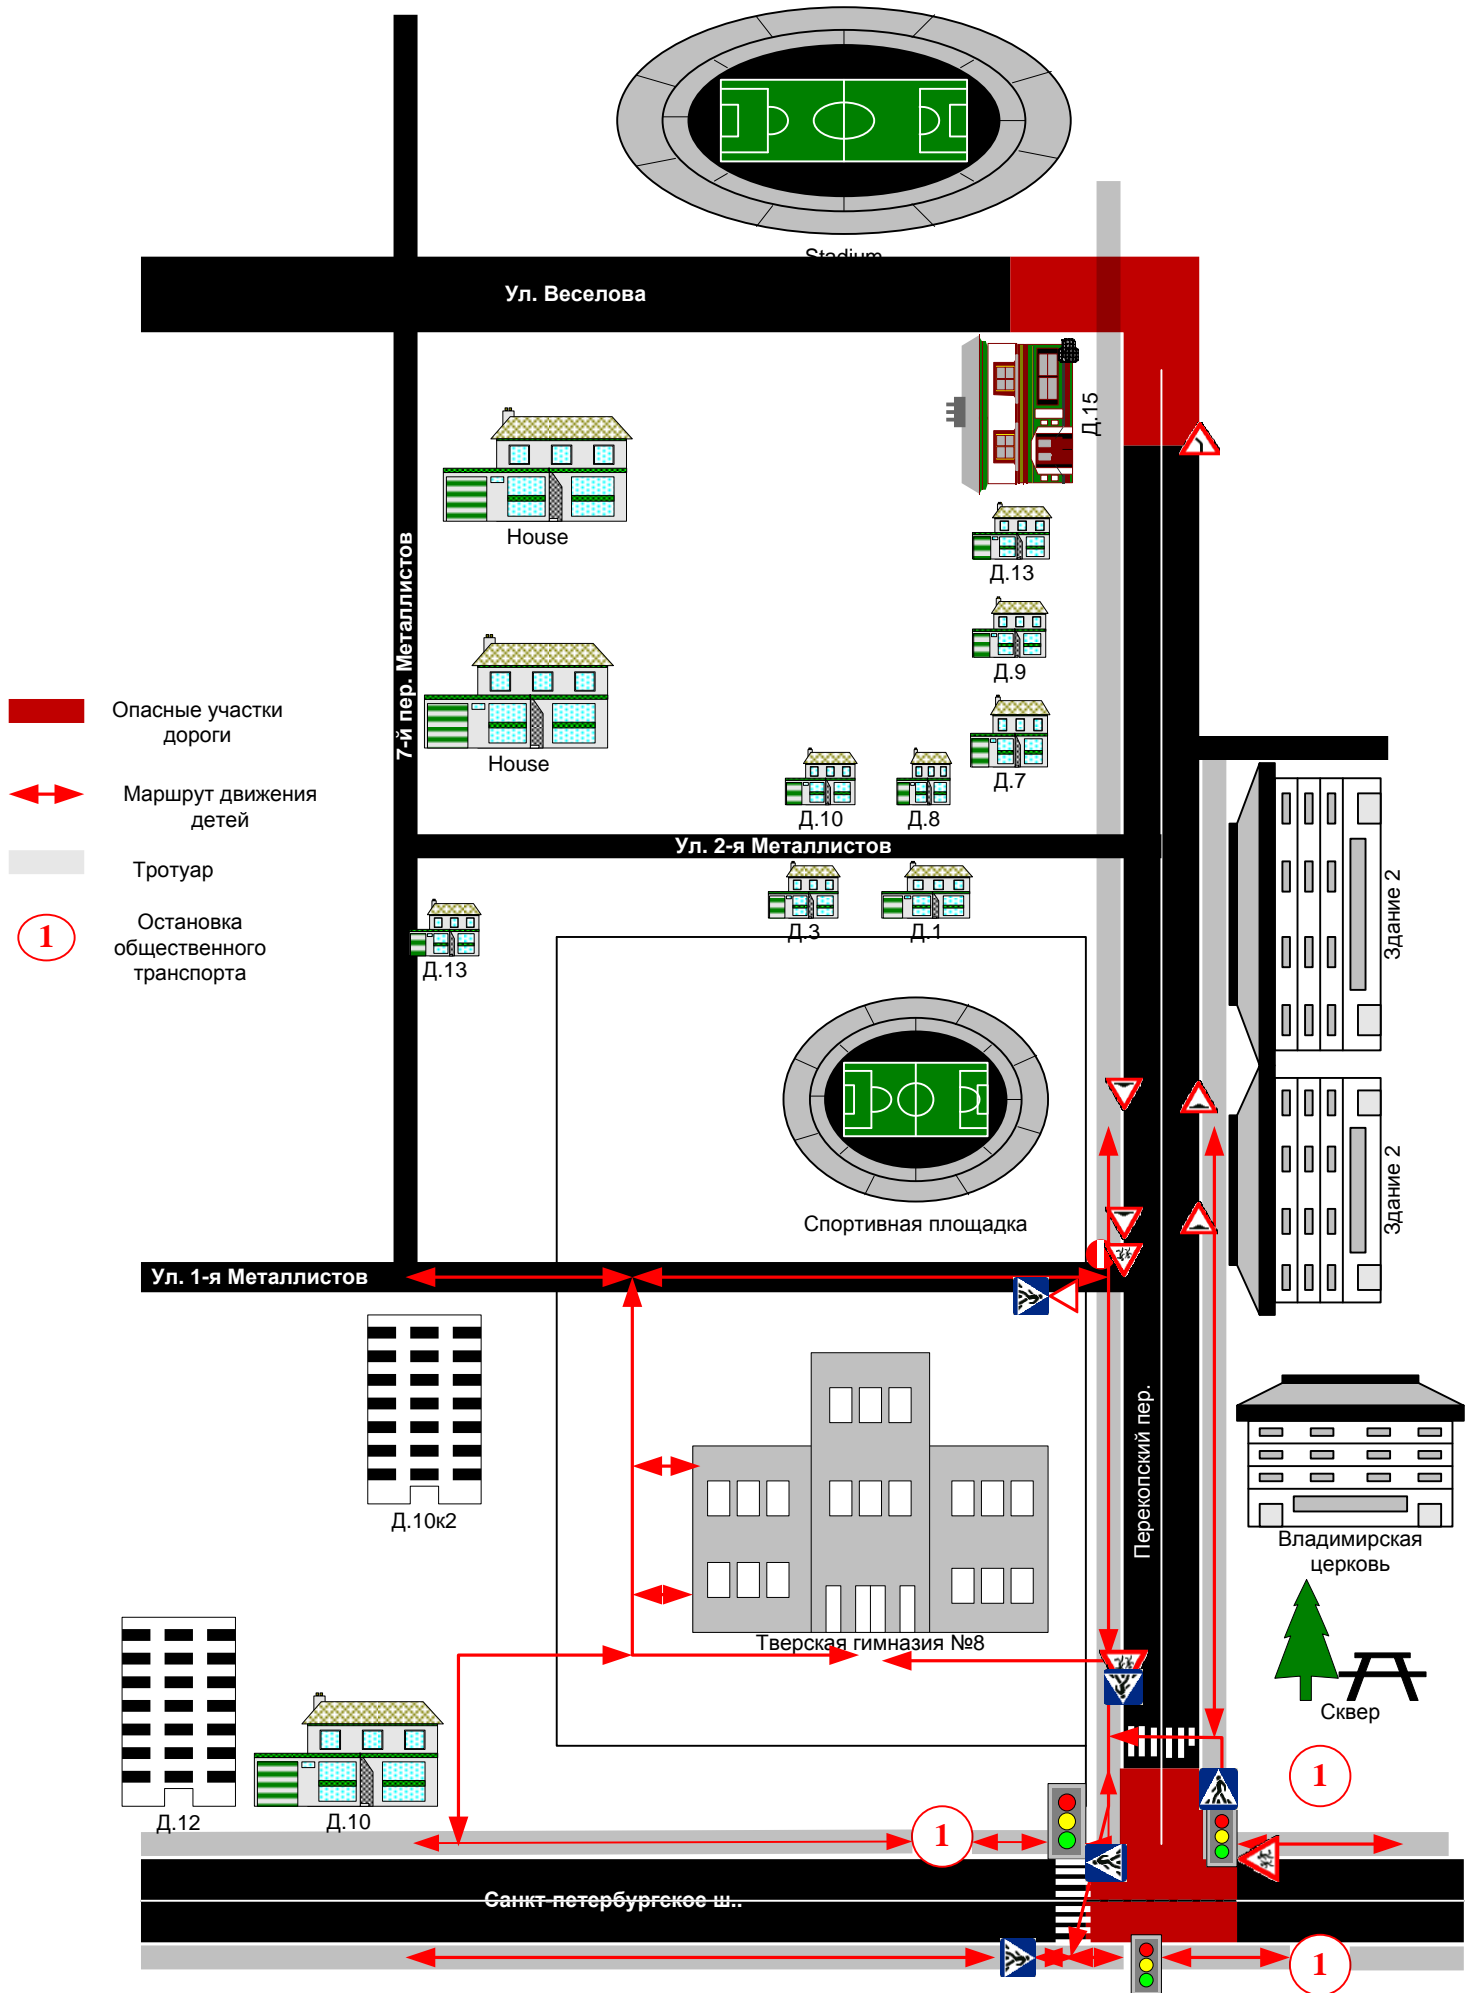 Stadium
Ул. Веселова
Д.15
House
Д.13
7-й пер. Металлистов
Д.9
Опасные участки
дороги
House
Д.7
Маршрут движения
детей
Д.10
Д.8
Ул. 2-я Металлистов
Тротуар
Здание 2
1
Остановка
общественного
транспорта
Д.3
Д.1
Д.13
Здание 2
Спортивная площадка
Ул. 1-я Металлистов
Перекопский пер.
Д.10к2
Владимирская
церковь
Тверская гимназия №8
Сквер
1
Д.12
Д.10
1
Санкт-петербургское ш..
1